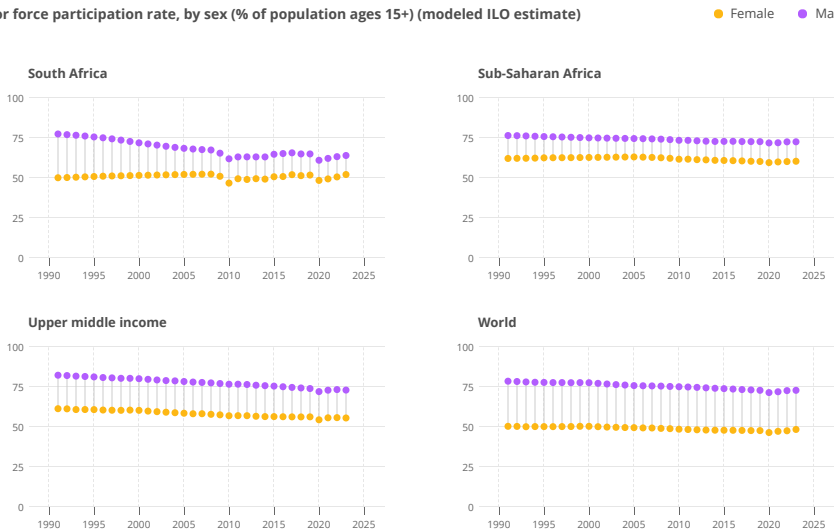 force participation rate, by sex (% of population ages 15+) (modeled ILO estimate)
Female
South Africa
Sub-Saharan Africa
100
75
50
25
0
1990 1995 2000 2005 2010 2015 2020 2025
100
75
50
25
0
1990 1995 2000 2005 2010 2015 2020 2025
Upper middle income
World
100
75
50
25
0
1990 1995 2000 2005 2010 2015 2020 2025
100
75
50
25
0
1990 1995 2000 2005 2010 2015 2020 2025